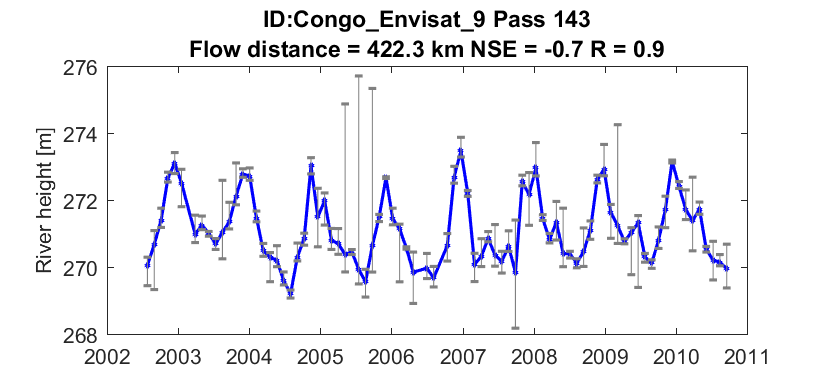 ID:Congo_Envisat_9 Pass 143
Flow distance = 422.3 km NSE = -0.7 R = 0.9
River height [m]
276
274
272
270
268
2002 2003 2004 2005 2006 2007 2008 2009 2010 2011